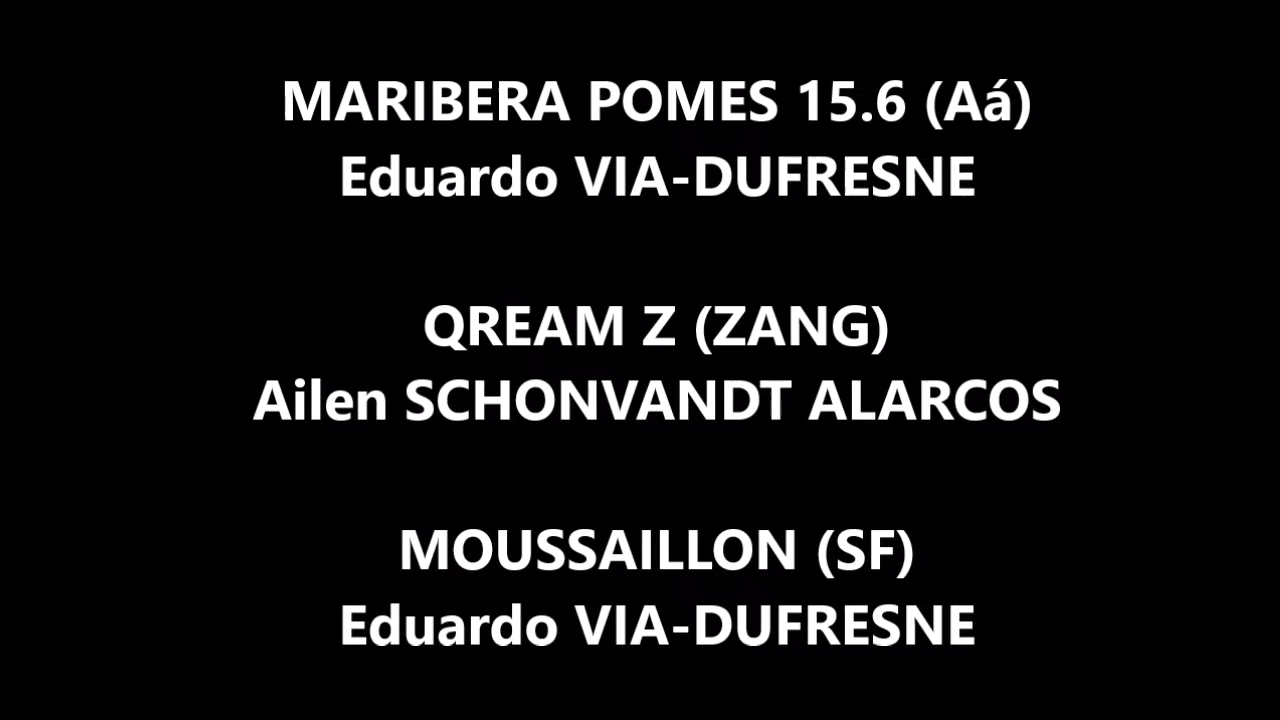 MARIBERA POMES 15.6 (Aá)
Eduardo VIA-DUFRESNE
QREAM Z (ZANG)
Ailen SCHONVANDT ALARCOS
MOUSSAILLON (SF)
Eduardo VIA-DUFRESNE